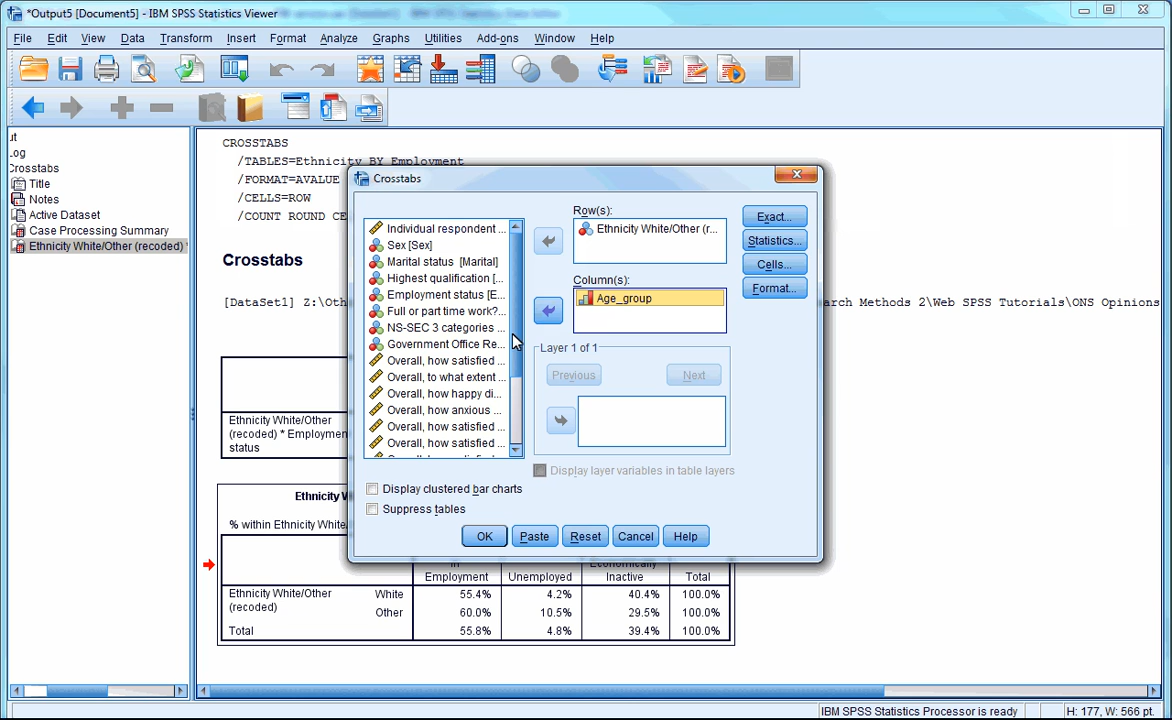 *Output5 [Document5] - IBM SPSS Statistics Viewer
File Edit View Data Transform Insert Format Analyze Graphs Utilities Add-ons Window Help
ut
Log
Crosstabs
Title
Notes
Active Dataset
Case Processing Summary
Ethnicity White/Other (recoded) *
CROSSTABS
/TABLES=Ethnicity BY Employment
/FORMAT=AVALUE
/CELLS=ROW
/COUNT ROUND CE
Crosstabs
[DataSet1] Z:\Oth
arch Methods 2\Web SPSS Tutorials\ONS Opinions
Ethnicity White/Other
(recoded) * Employmen
status
Crosstabs
Individual respondent ...
Sex [Sex]
Marital status [Marital]
Highest qualification [...
Employment status [E...
Full or part time work?...
NS-SEC 3 categories ...
Government Office Re...
Overall, how satisfied ...
Overall, to what extent ...
Overall, how happy di...
Overall, how anxious ...
Overall, how satisfied ...
Overall, how satisfied ...
Row(s):
Ethnicity White/Other (r...
Column(s):
Age_group
Layer 1 of 1
Previous Next
Display layer variables in table layers
Exact...
Statistics...
Cells...
Format...
Display clustered bar charts
Suppress tables
OK Paste Reset Cancel Help
Ethnicity W
% within Ethnicity White/
In Employment Unemployed Economically Inactive Total
Ethnicity White/Other White 55.4% 4.2% 40.4% 100.0%
(recoded) Other 60.0% 10.5% 29.5% 100.0%
Total 55.8% 4.8% 39.4% 100.0%
IBM SPSS Statistics Processor is ready H: 177, W: 566 pt.